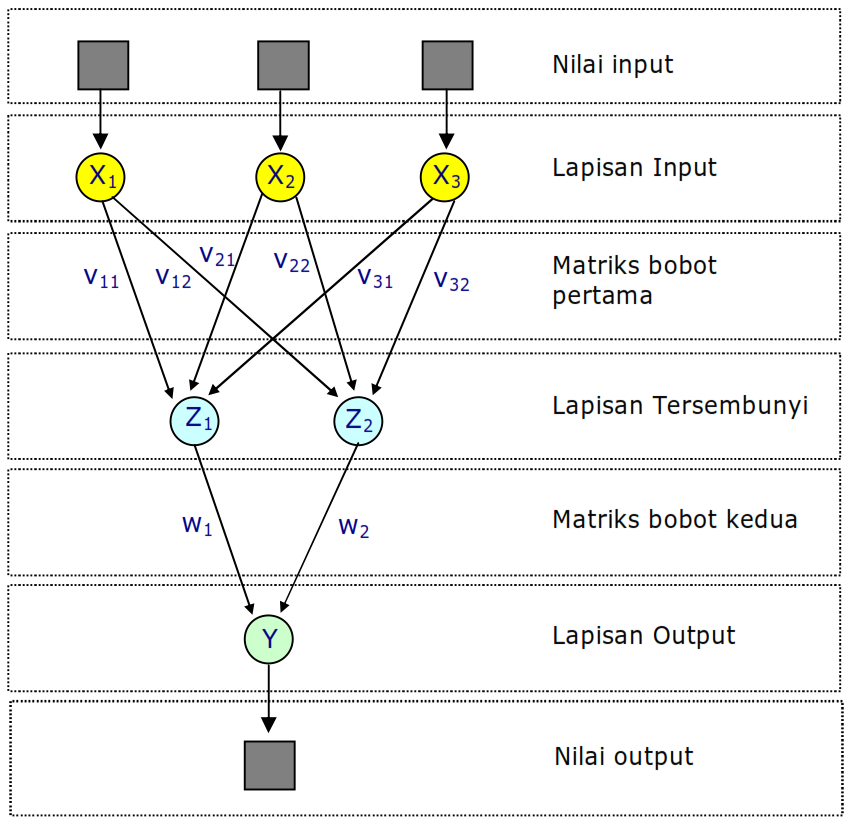 Nilai input
X1 X2 X3 Lapisan Input
v11 v12 v21 v22 v31 v32 Matriks bobot
pertama
Z1 Z2 Lapisan Tersembunyi
w1 w2 Matriks bobot kedua
Y Lapisan Output
Nilai output